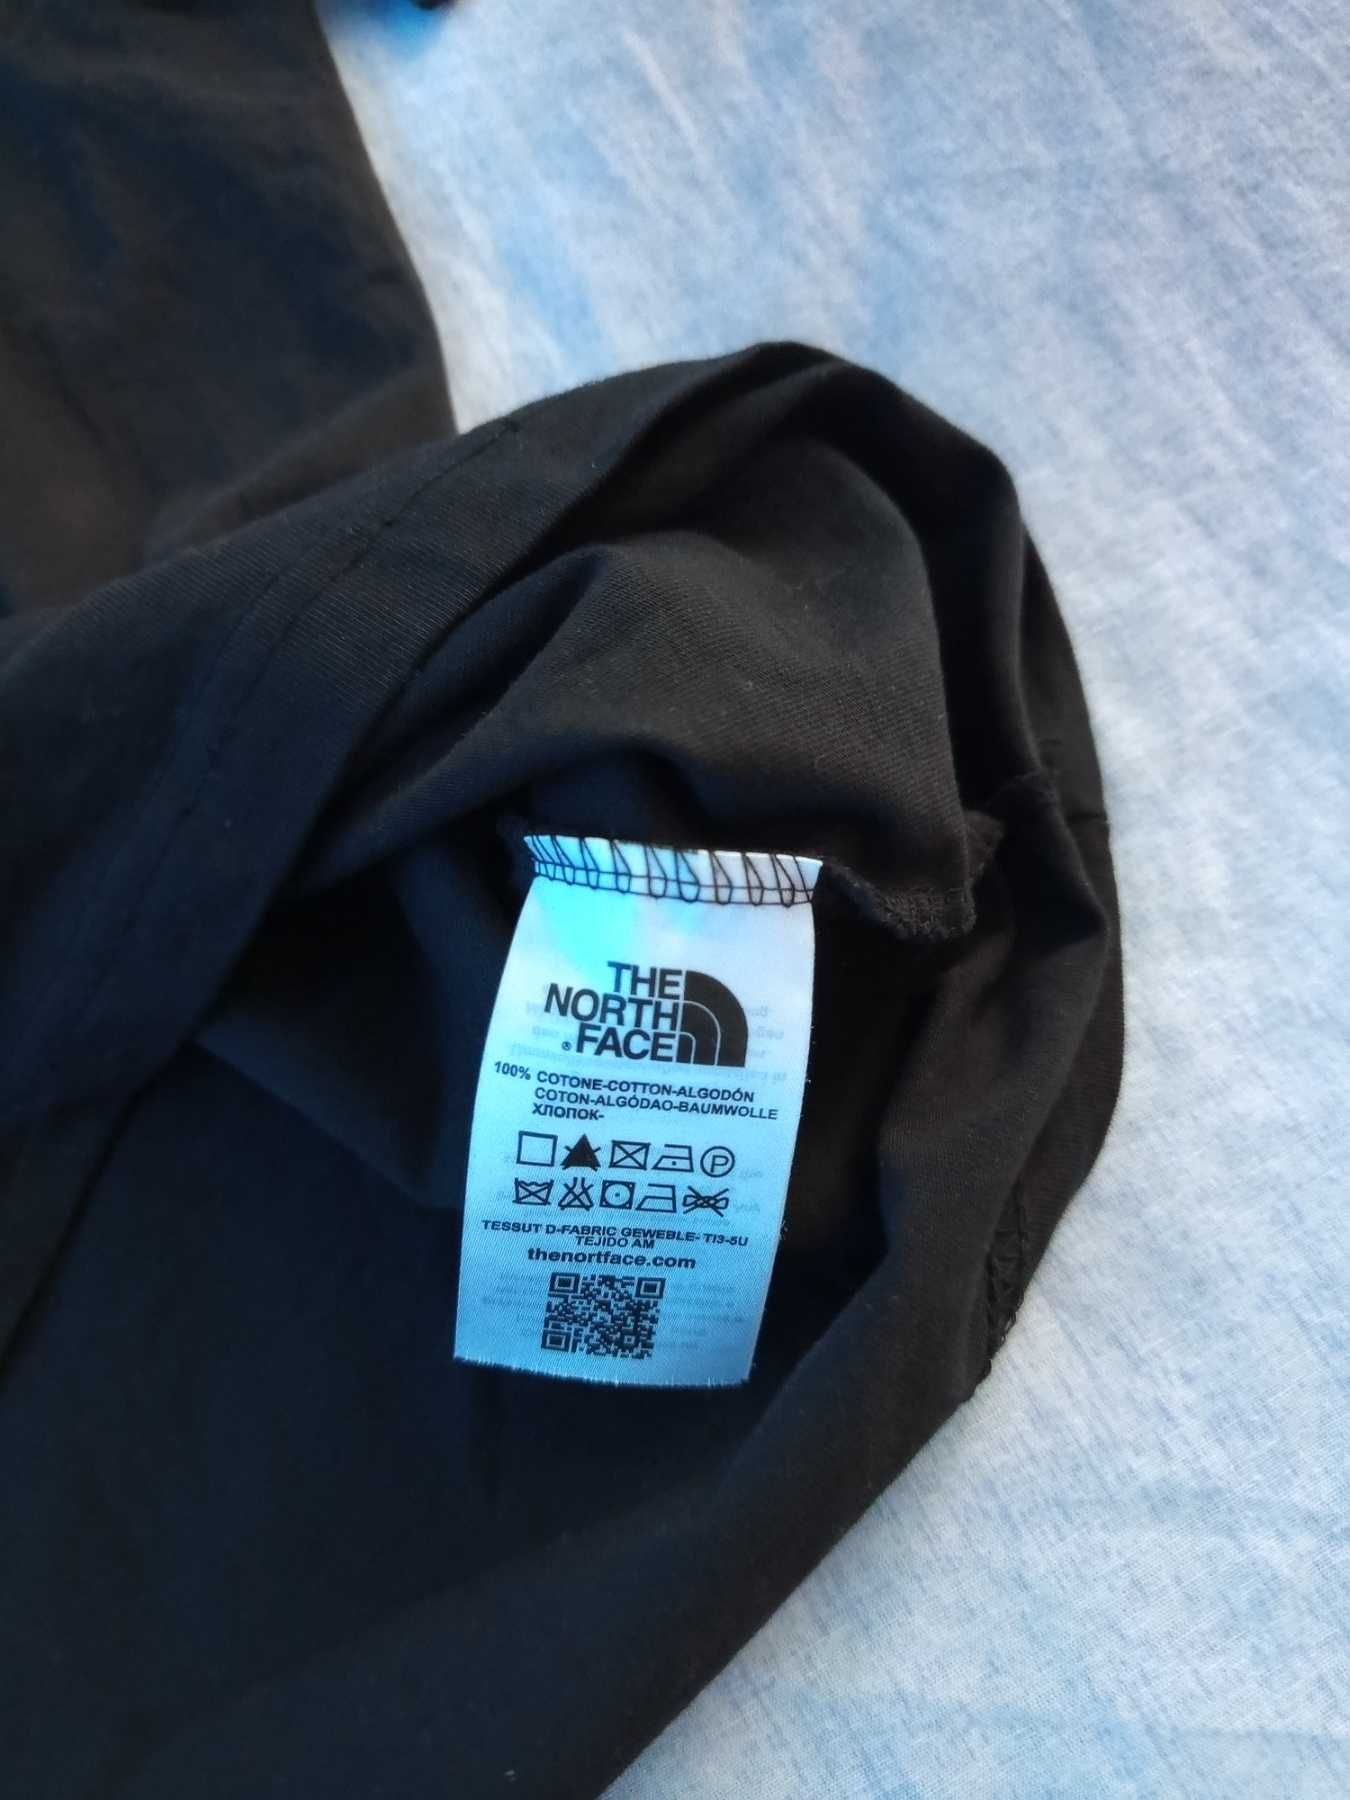 THE
NORTH
FACE
®
100% COTONE-COTTON-ALGODÓN
COTON-ALGÓDAO-BAUMWOLLE
ХЛОПОК-
P
TESSUT D-FABRIC GEWEBLE- TI3-5U
TEJIDO AM
thenortface.com